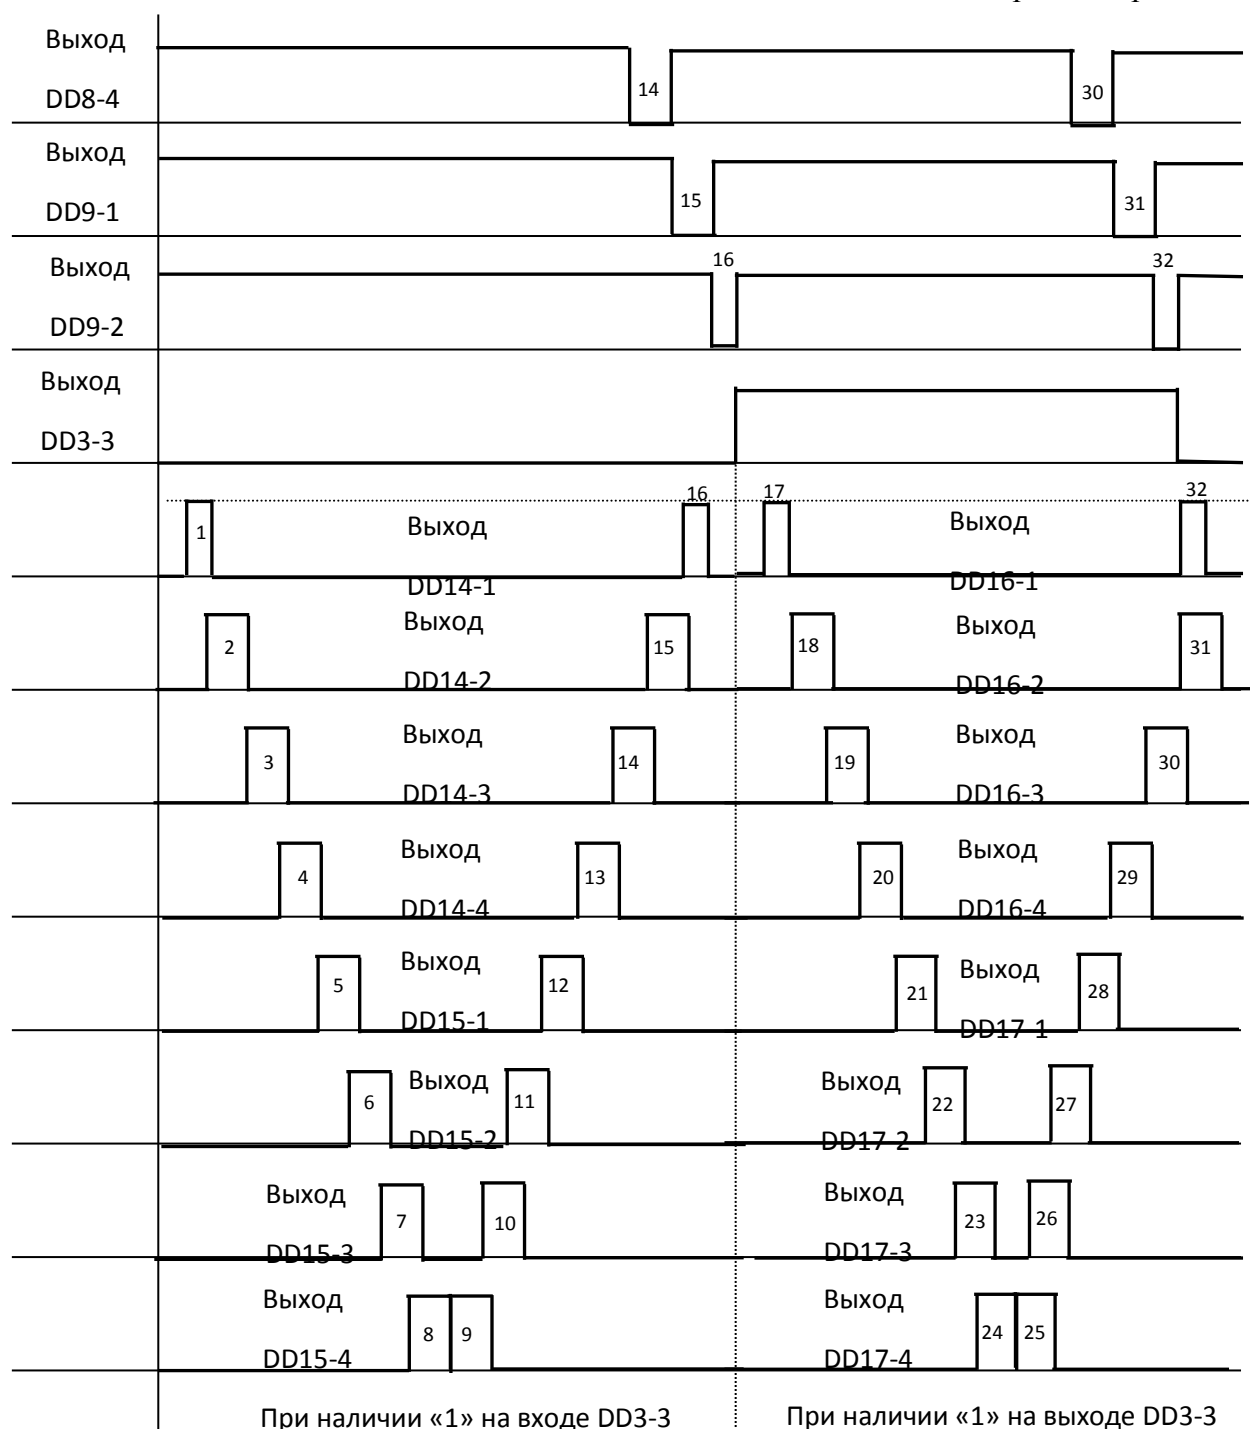 Выход
DD8-4
14
30
Выход
DD9-1
15
31
Выход
DD9-2
16
32
Выход
DD3-3
1
Выход
DD14-1
16
17
Выход
DD16-1
32
2
Выход
DD14-2
15
18
Выход
DD16-2
31
3
Выход
DD14-3
14
19
Выход
DD16-3
30
4
Выход
DD14-4
13
20
Выход
DD16-4
29
5
Выход
DD15-1
12
21
Выход
DD17-1
28
6
Выход
DD15-2
11
Выход
DD17-2
22
27
Выход
DD15-3
7
10
Выход
DD17-3
23
26
Выход
DD15-4
8
9
Выход
DD17-4
24
25
При наличии «1» на входе DD3-3
При наличии «1» на выходе DD3-3